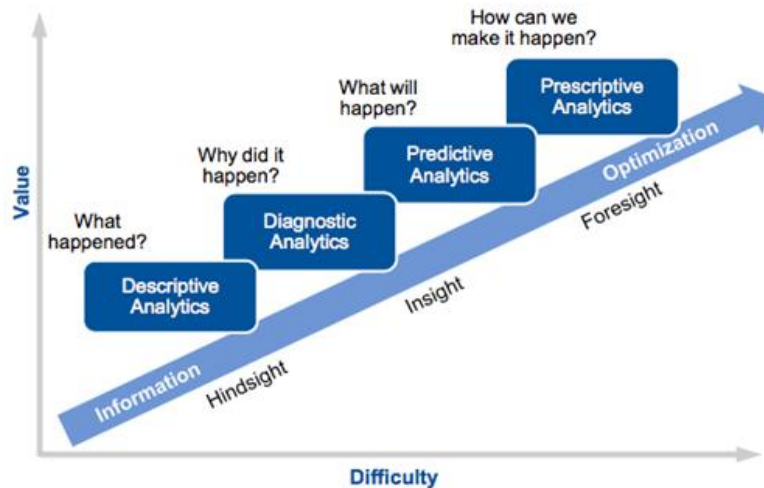 How can we
make it happen?
Prescriptive
Analytics
What will
happen?
Predictive
Analytics
Optimization
Foresight
Why did it
happen?
Diagnostic
Analytics
Insight
What
happened?
Descriptive
Analytics
Information
Hindsight
Value
Difficulty